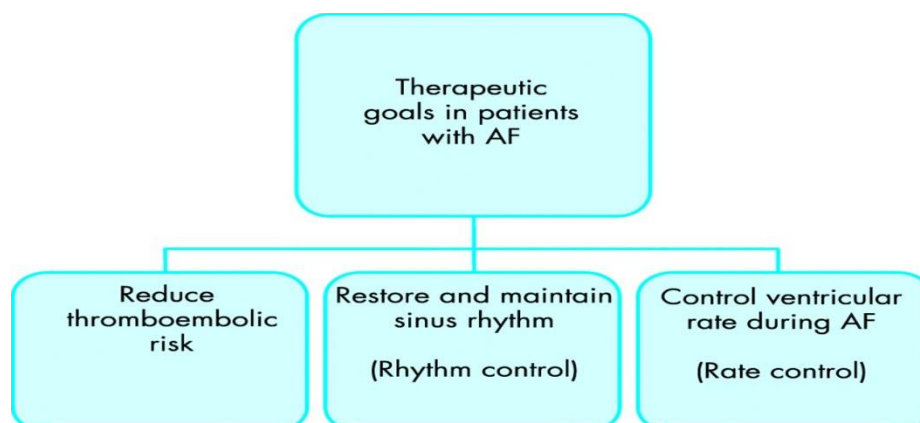 Therapeutic
goals in patients
with AF
Reduce
thromboembolic
risk
Restore and maintain
sinus rhythm
(Rhythm control)
Control ventricular
rate during AF
(Rate control)